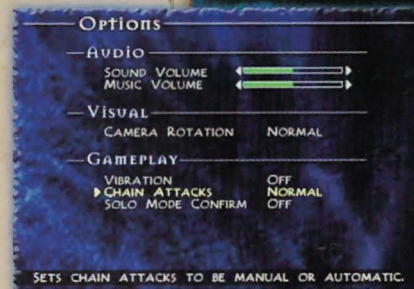 Options
Audio
Sound Volume
Music Volume
Visual
Camera Rotation Normal
Gameplay
Vibration Off
Chain Attacks Normal
Solo Mode Confirm Off
Sets chain attacks to be manual or automatic.